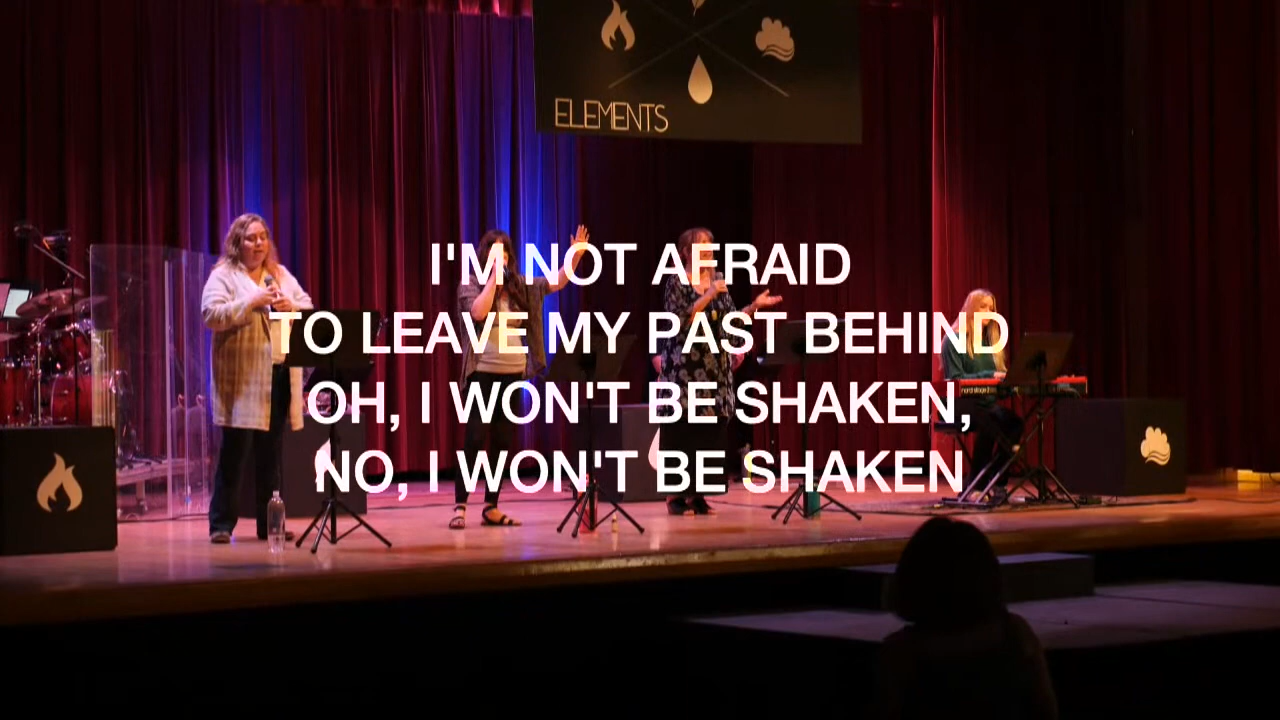 ELEMENTS
I'M NOT AFRAID
TO LEAVE MY PAST BEHIND
OH, I WON'T BE SHAKEN,
NO, I WON'T BE SHAKEN